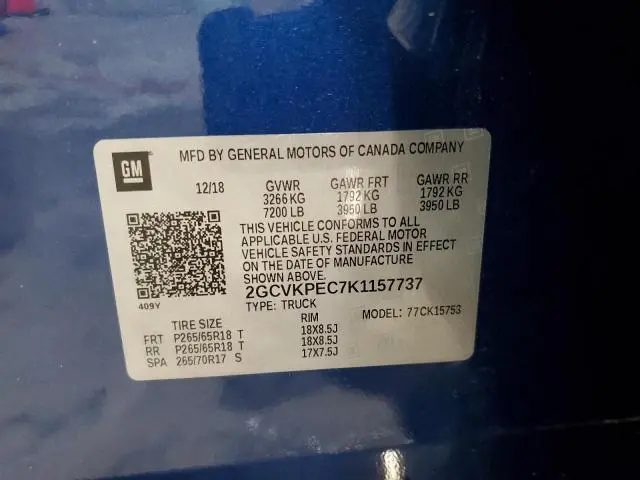 GM
MFD BY GENERAL MOTORS OF CANADA COMPANY
12/18 GVWR GAWR FRT GAWR RR
3266 KG 1792 KG 1792 KG
7200 LB 3950 LB 3950 LB
THIS VEHICLE CONFORMS TO ALL
APPLICABLE U.S. FEDERAL MOTOR
VEHICLE SAFETY STANDARDS IN EFFECT
ON THE DATE OF MANUFACTURE
SHOWN ABOVE.
2GCVKPEC7K1157737
409Y TYPE: TRUCK MODEL: 77CK15753
TIRE SIZE RIM
FRT P265/65R18 T 18X8.5J
RR P265/65R18 T 18X8.5J
SPA 265/70R17 S 17X7.5J